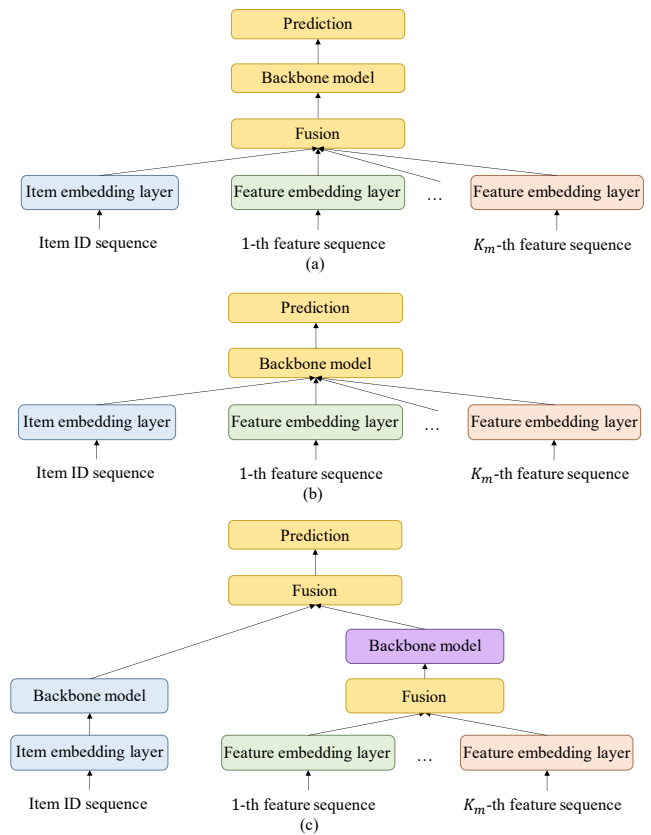 Prediction
Backbone model
Fusion
Item embedding layer Feature embedding layer ... Feature embedding layer
Item ID sequence 1-th feature sequence K_m-th feature sequence
(a)
Prediction
Backbone model
Item embedding layer Feature embedding layer ... Feature embedding layer
Item ID sequence 1-th feature sequence K_m-th feature sequence
(b)
Prediction
Fusion
Backbone model
Backbone model Fusion
Item embedding layer Feature embedding layer ... Feature embedding layer
Item ID sequence 1-th feature sequence K_m-th feature sequence
(c)